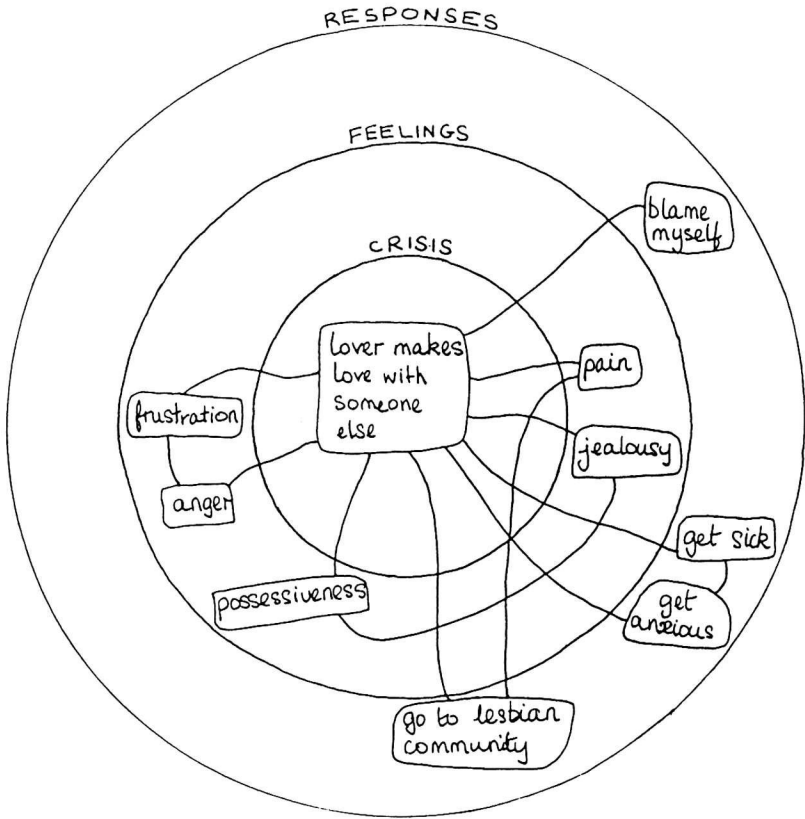 RESPONSES
FEELINGS
CRISIS
blame
myself
lover makes
love with
someone
else
pain
frustration
jealousy
anger
get sick
possessiveness
get
anxious
go to lesbian
community